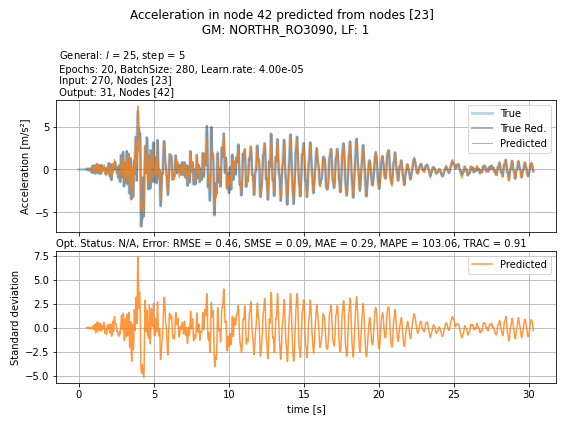 Acceleration in node 42 predicted from nodes [23]
GM: NORTHR_RO3090, LF: 1
General: l = 25, step = 5
Epochs: 20, BatchSize: 280, Learn.rate: 4.00e-05
Input: 270, Nodes [23]
Output: 31, Nodes [42]
True
True Red.
Predicted
5
0
−5
Acceleration [m/s²]
Opt. Status: N/A, Error: RMSE = 0.46, SMSE = 0.09, MAE = 0.29, MAPE = 103.06, TRAC = 0.91
Predicted
7.5
5.0
2.5
0.0
−2.5
−5.0
Standard deviation
0 5 10 15 20 25 30
time [s]